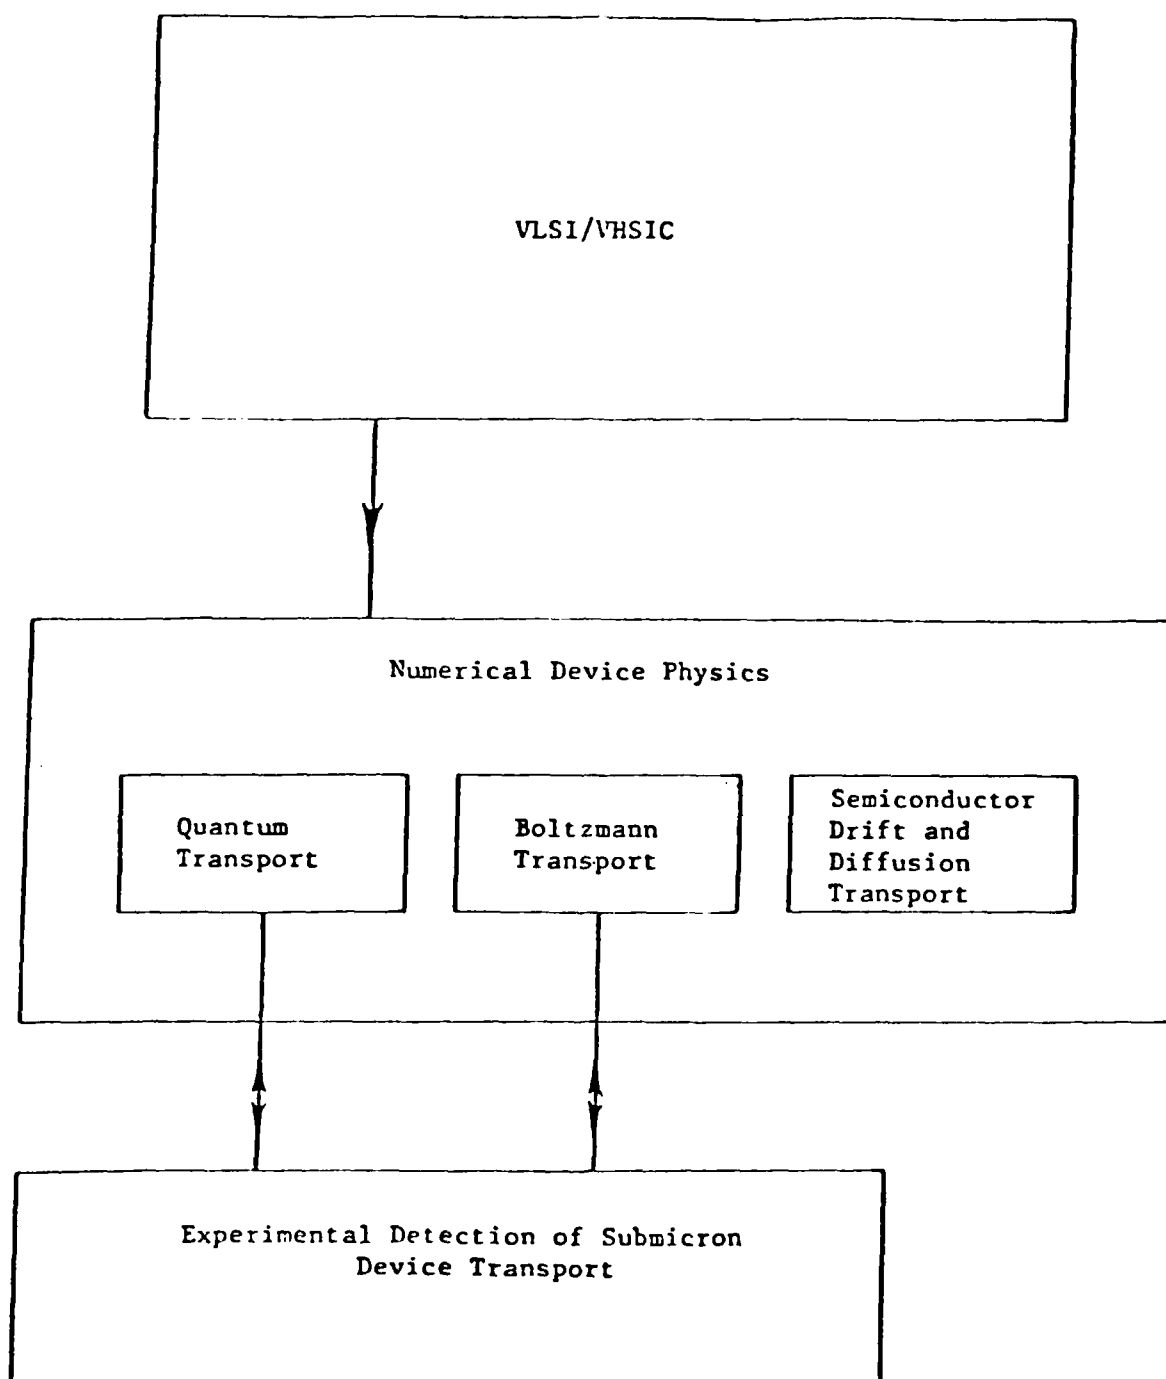 VLSI/VHSIC
Numerical Device Physics
Quantum
Transport
Boltzmann
Transport
Semiconductor
Drift and
Diffusion
Transport
Experimental Detection of Submicron
Device Transport